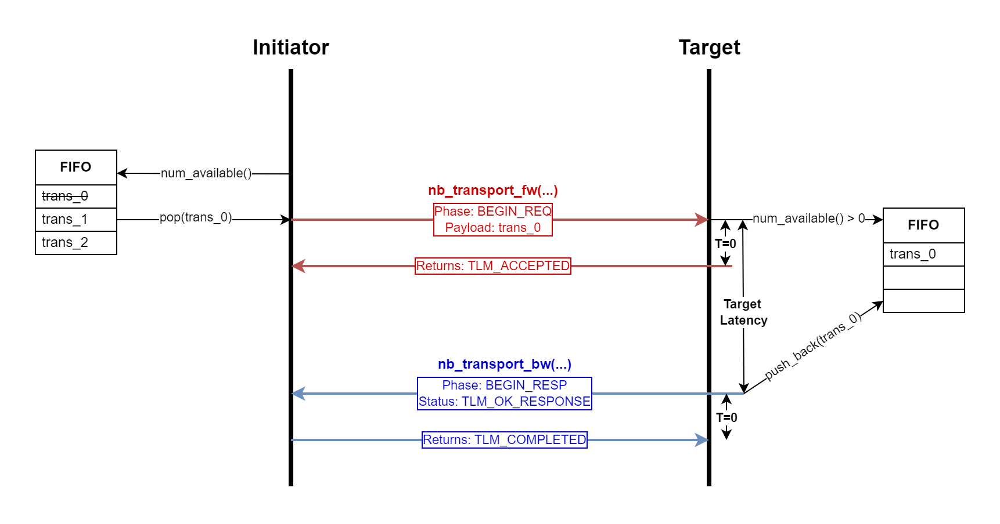 Initiator
Target
FIFO
trans_0
trans_1
trans_2
num_available()
pop(trans_0)
nb_transport_fw(...)
Phase: BEGIN_REQ
Payload: trans_0
Returns: TLM_ACCEPTED
num_available() > 0
T=0
FIFO
trans_0
Target
Latency
push_back(trans_0)
nb_transport_bw(...)
Phase: BEGIN_RESP
Status: TLM_OK_RESPONSE
T=0
Returns: TLM_COMPLETED